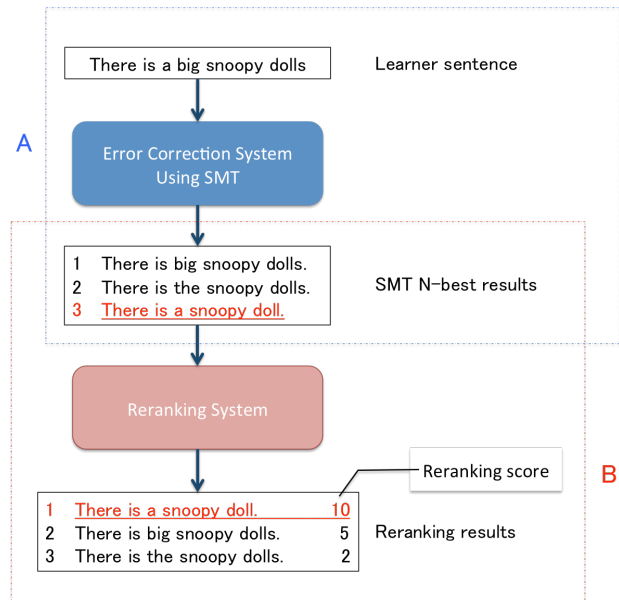 There is a big snoopy dolls
Learner sentence
A
Error Correction System
Using SMT
1 There is big snoopy dolls.
2 There is the snoopy dolls.
3 There is a snoopy doll.
SMT N-best results
Reranking System
Reranking score
B
1 There is a snoopy doll. 10
2 There is big snoopy dolls. 5
3 There is the snoopy dolls. 2
Reranking results